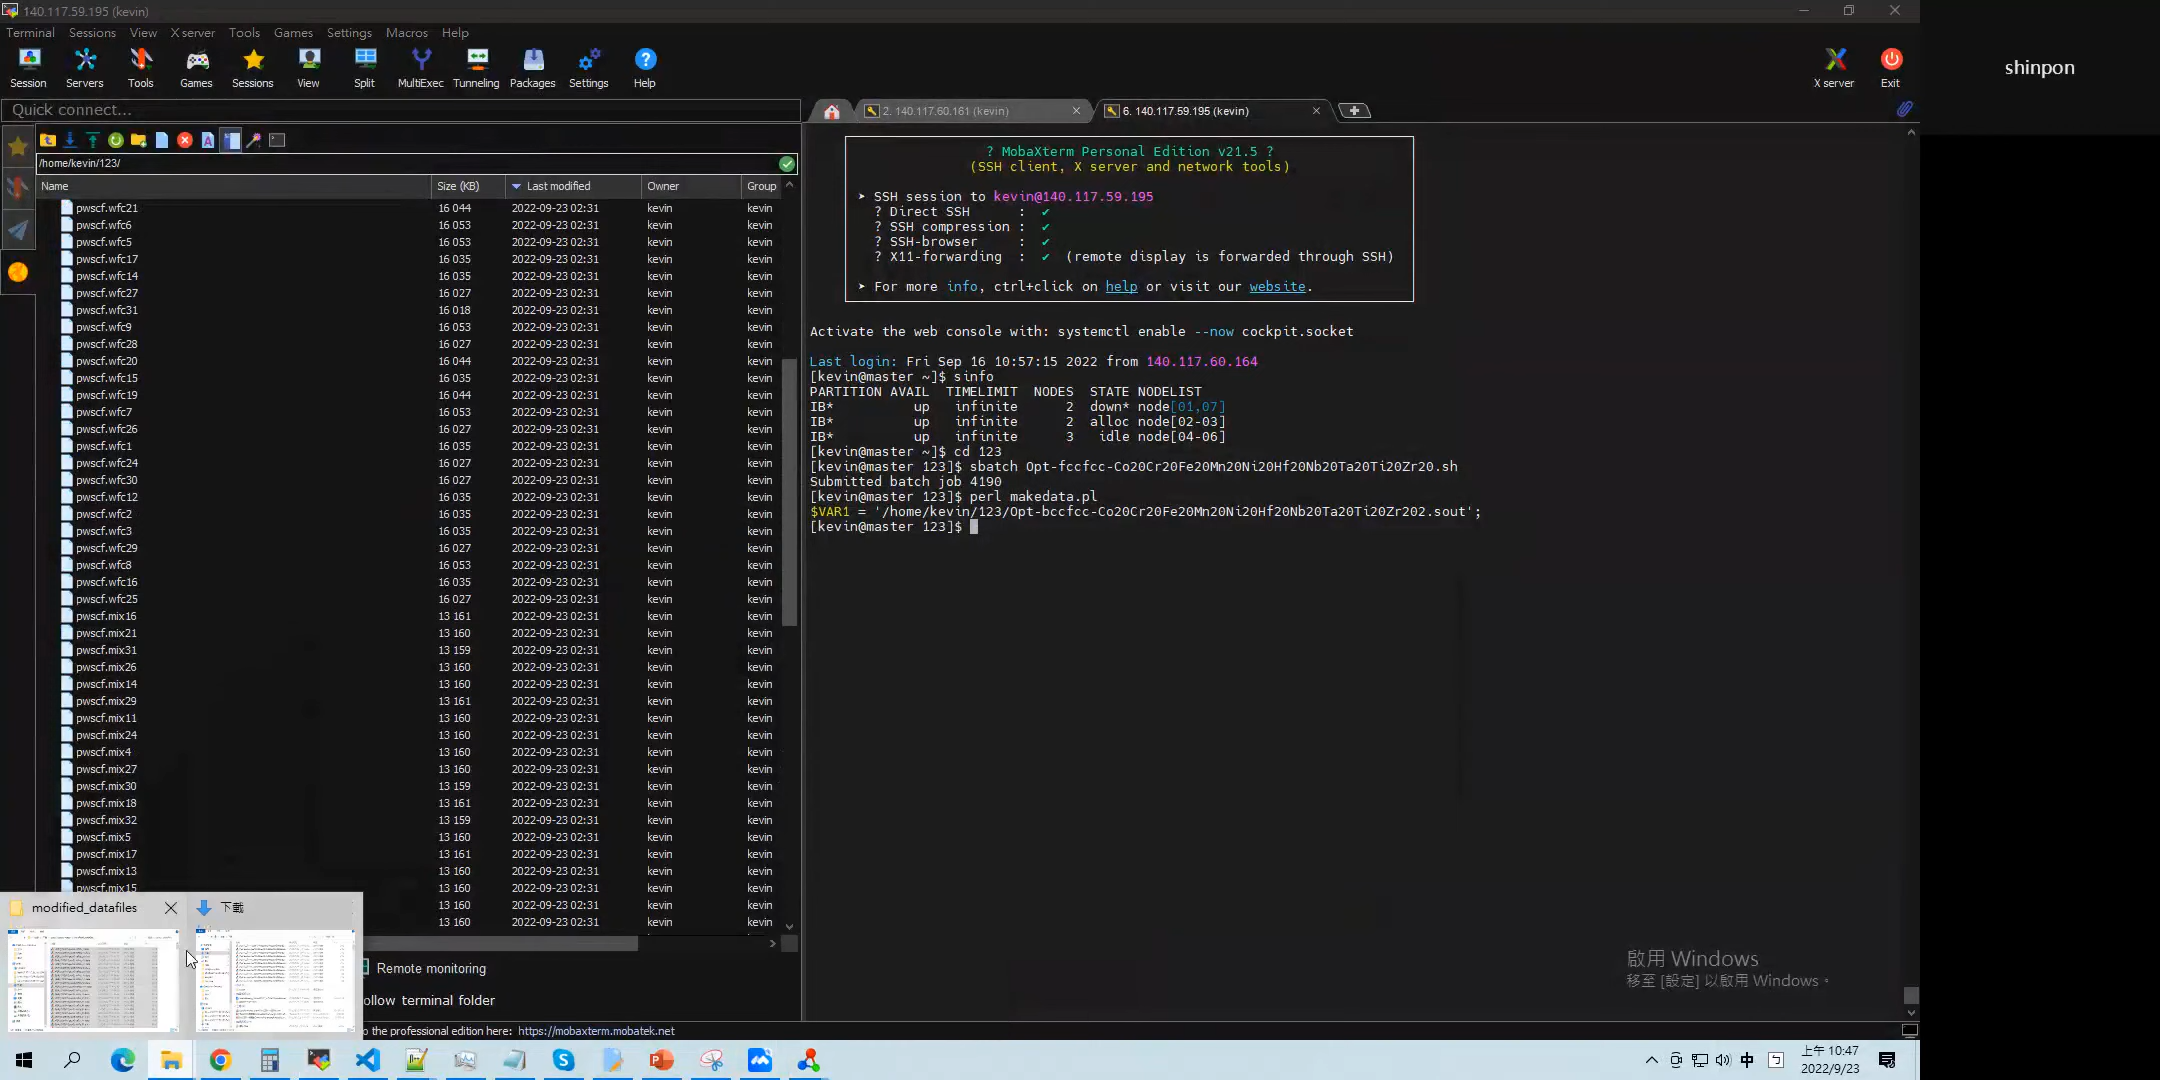 140.117.59.195 (kevin)
Terminal Sessions View X server Tools Games Settings Macros Help
Session Servers Tools Games Sessions View Split MultiExec Tunneling Packages Settings Help
X server Exit
shinpon
Quick connect...
2. 140.117.60.161 (kevin)
6. 140.117.59.195 (kevin)
/home/kevin/123/
Name Size (KB) Last modified Owner Group
pwscf.wfc21 16 044 2022-09-23 02:31 kevin kevin
pwscf.wfc6 16 053 2022-09-23 02:31 kevin kevin
pwscf.wfc5 16 053 2022-09-23 02:31 kevin kevin
pwscf.wfc17 16 035 2022-09-23 02:31 kevin kevin
pwscf.wfc14 16 035 2022-09-23 02:31 kevin kevin
pwscf.wfc27 16 027 2022-09-23 02:31 kevin kevin
pwscf.wfc31 16 018 2022-09-23 02:31 kevin kevin
pwscf.wfc9 16 053 2022-09-23 02:31 kevin kevin
pwscf.wfc28 16 027 2022-09-23 02:31 kevin kevin
pwscf.wfc20 16 044 2022-09-23 02:31 kevin kevin
pwscf.wfc15 16 035 2022-09-23 02:31 kevin kevin
pwscf.wfc19 16 044 2022-09-23 02:31 kevin kevin
pwscf.wfc7 16 053 2022-09-23 02:31 kevin kevin
pwscf.wfc26 16 027 2022-09-23 02:31 kevin kevin
pwscf.wfc1 16 035 2022-09-23 02:31 kevin kevin
pwscf.wfc24 16 027 2022-09-23 02:31 kevin kevin
pwscf.wfc30 16 027 2022-09-23 02:31 kevin kevin
pwscf.wfc12 16 035 2022-09-23 02:31 kevin kevin
pwscf.wfc2 16 035 2022-09-23 02:31 kevin kevin
pwscf.wfc3 16 035 2022-09-23 02:31 kevin kevin
pwscf.wfc29 16 027 2022-09-23 02:31 kevin kevin
pwscf.wfc8 16 053 2022-09-23 02:31 kevin kevin
pwscf.wfc16 16 035 2022-09-23 02:31 kevin kevin
pwscf.wfc25 16 027 2022-09-23 02:31 kevin kevin
pwscf.mix16 13 161 2022-09-23 02:31 kevin kevin
pwscf.mix21 13 160 2022-09-23 02:31 kevin kevin
pwscf.mix31 13 159 2022-09-23 02:31 kevin kevin
pwscf.mix26 13 160 2022-09-23 02:31 kevin kevin
pwscf.mix14 13 160 2022-09-23 02:31 kevin kevin
pwscf.mix29 13 161 2022-09-23 02:31 kevin kevin
pwscf.mix11 13 160 2022-09-23 02:31 kevin kevin
pwscf.mix24 13 160 2022-09-23 02:31 kevin kevin
pwscf.mix4 13 160 2022-09-23 02:31 kevin kevin
pwscf.mix27 13 160 2022-09-23 02:31 kevin kevin
pwscf.mix30 13 159 2022-09-23 02:31 kevin kevin
pwscf.mix18 13 161 2022-09-23 02:31 kevin kevin
pwscf.mix32 13 159 2022-09-23 02:31 kevin kevin
pwscf.mix5 13 160 2022-09-23 02:31 kevin kevin
pwscf.mix17 13 161 2022-09-23 02:31 kevin kevin
pwscf.mix13 13 160 2022-09-23 02:31 kevin kevin
pwscf.mix15 13 160 2022-09-23 02:31 kevin kevin
13 160 2022-09-23 02:31 kevin kevin
13 160 2022-09-23 02:31 kevin kevin
modified_datafiles
下載
Remote monitoring
ollow terminal folder
? MobaXterm Personal Edition v21.5 ?
(SSH client, X server and network tools)
➤ SSH session to kevin@140.117.59.195
? Direct SSH : ✔
? SSH compression : ✔
? SSH-browser : ✔
? X11-forwarding : ✔ (remote display is forwarded through SSH)
➤ For more info, ctrl+click on help or visit our website.
Activate the web console with: systemctl enable --now cockpit.socket
Last login: Fri Sep 16 10:57:15 2022 from 140.117.60.164
[kevin@master ~]$ sinfo
PARTITION AVAIL TIMELIMIT NODES STATE NODELIST
IB* up infinite 2 down* node[01,07]
IB* up infinite 2 alloc node[02-03]
IB* up infinite 3 idle node[04-06]
[kevin@master ~]$ cd 123
[kevin@master 123]$ sbatch Opt-fccfcc-Co20Cr20Fe20Mn20Ni20Hf20Nb20Ta20Ti20Zr20.sh
Submitted batch job 4190
[kevin@master 123]$ perl makedata.pl
$VAR1 = '/home/kevin/123/Opt-bccfcc-Co20Cr20Fe20Mn20Ni20Hf20Nb20Ta20Ti20Zr202.sout';
[kevin@master 123]$
啟用 Windows
移至 [設定] 以啟用 Windows。
o the professional edition here: https://mobaxterm.mobatek.net
中
上午 10:47
2022/9/23